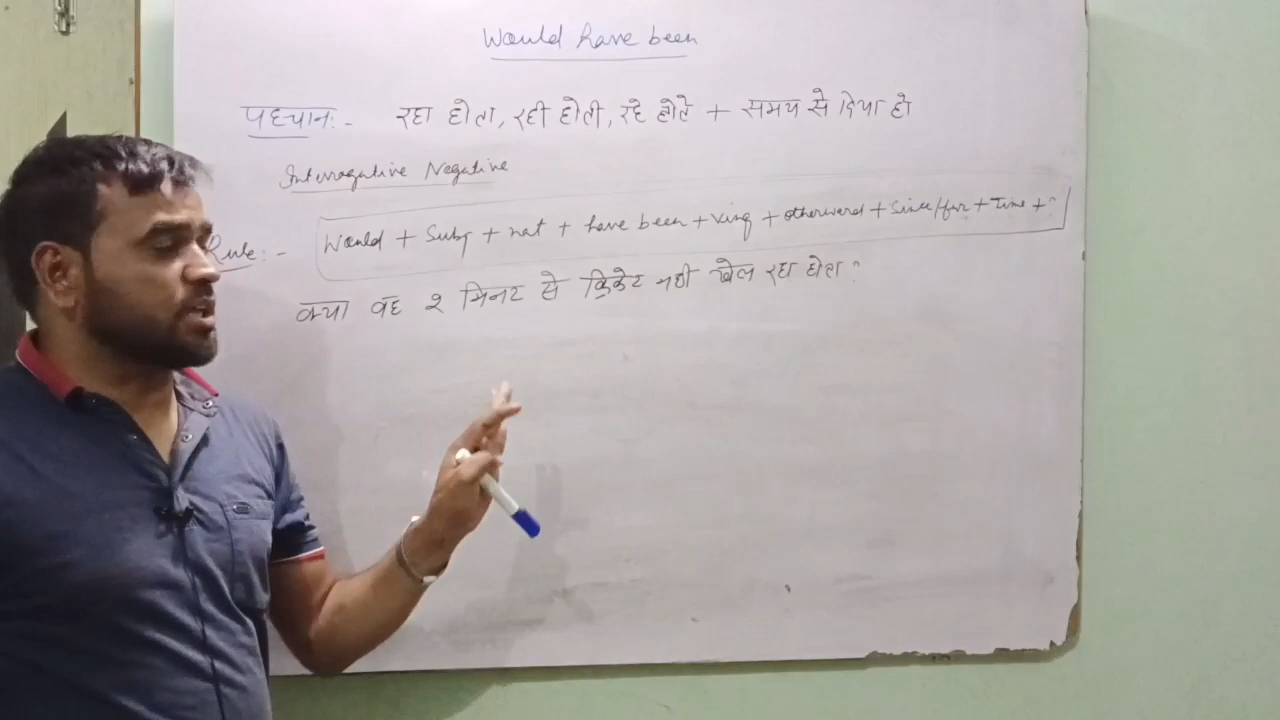 Would have been
पहचान:- रहा होता, रही होती, रहे होते + समय से दिया हो
Interrogative Negative
Rule:- Would + Subj + not + have been + Ving + otherword + Since/for + Time + ?
क्या वह २ मिनट से क्रिकेट नही खेल रहा होता?